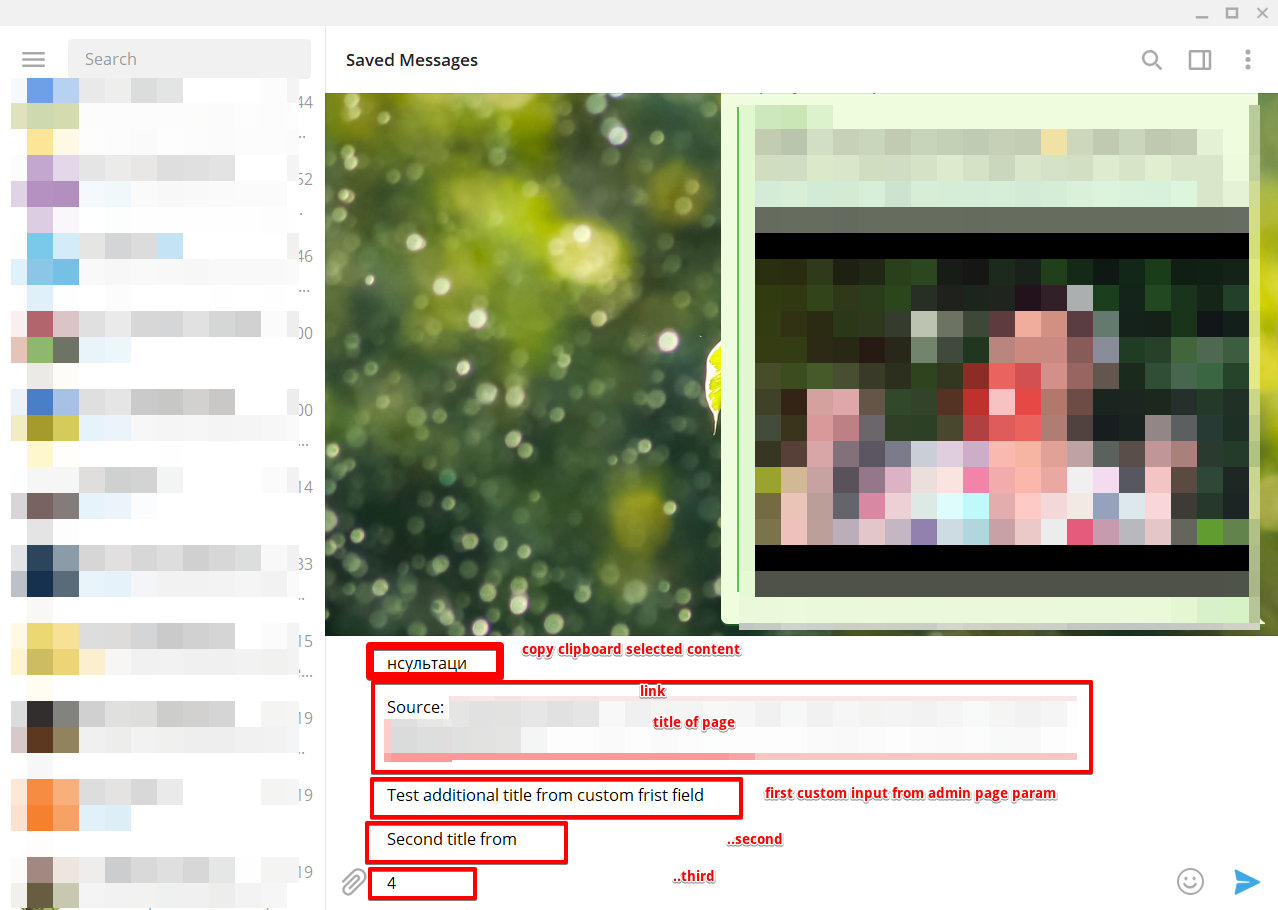 Search
Saved Messages
44
52
46
00
00
14
33
15
19
19
19
нсультаци
copy clipboard selected content
link
Source:
title of page
Test additional title from custom frist field
first custom input from admin page param
Second title from
..second
4
..third